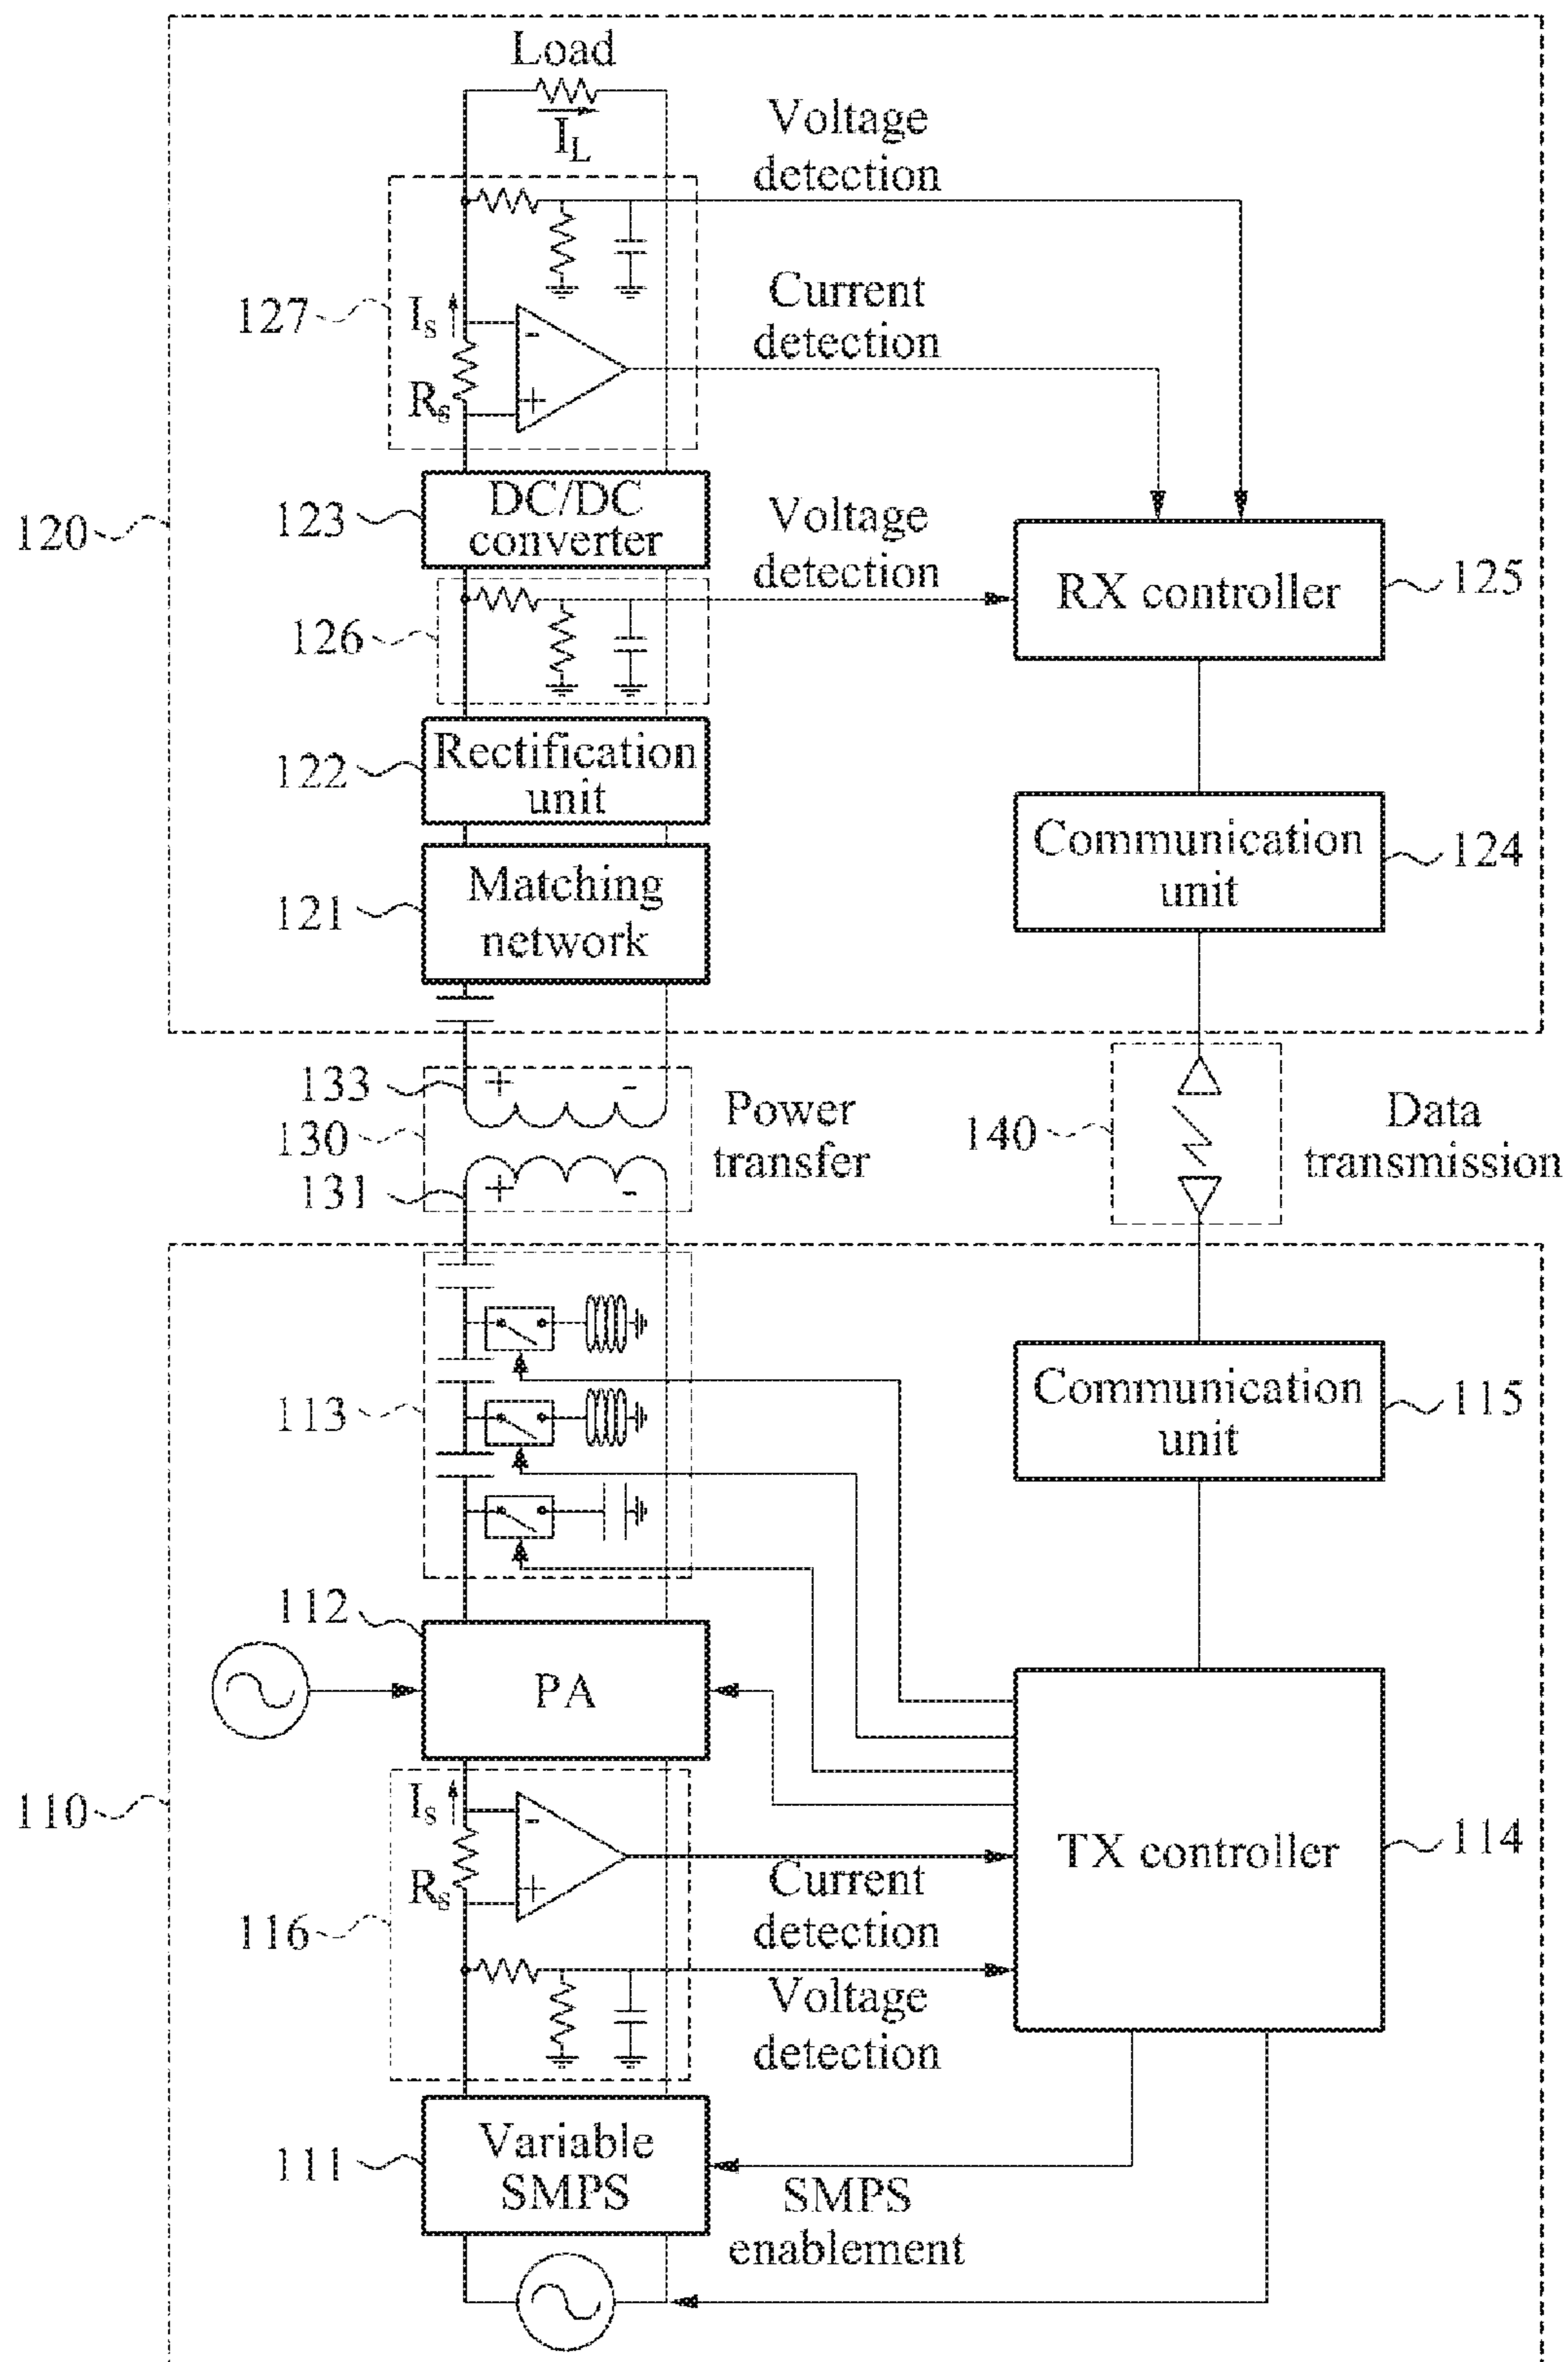 Load
I_L
Voltage
detection
127
I_S
-
+
R_S
Current
detection
120
123
DC/DC
converter
Voltage
detection
RX controller
125
126
122
Rectification
unit
Communication
unit
124
121
Matching
network
133
+
-
130
Power
transfer
131
+
-
140
Data
transmission
113
Communication
unit
115
112
PA
110
I_S
-
+
R_S
116
Current
detection
Voltage
detection
TX controller
114
111
Variable
SMPS
SMPS
enablement